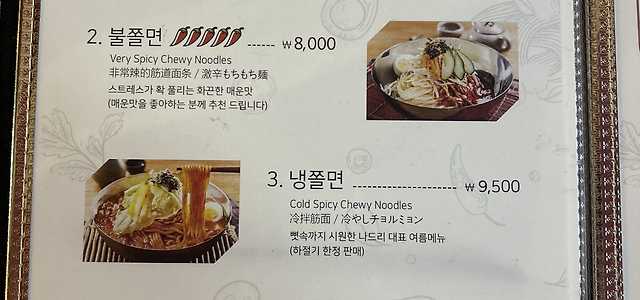 2. 불쫄면 ------ ₩8,000
Very Spicy Chewy Noodles
非常辣的筋道面条 / 激辛もちもち麺
스트레스가 확 풀리는 화끈한 매운맛
(매운맛을 좋아하는 분께 추천 드립니다)
3. 냉쫄면 ----------------------- ₩9,500
Cold Spicy Chewy Noodles
冷拌筋面 / 冷やしチョルミョン
뼛속까지 시원한 나드리 대표 여름메뉴
(하절기 한정 판매)